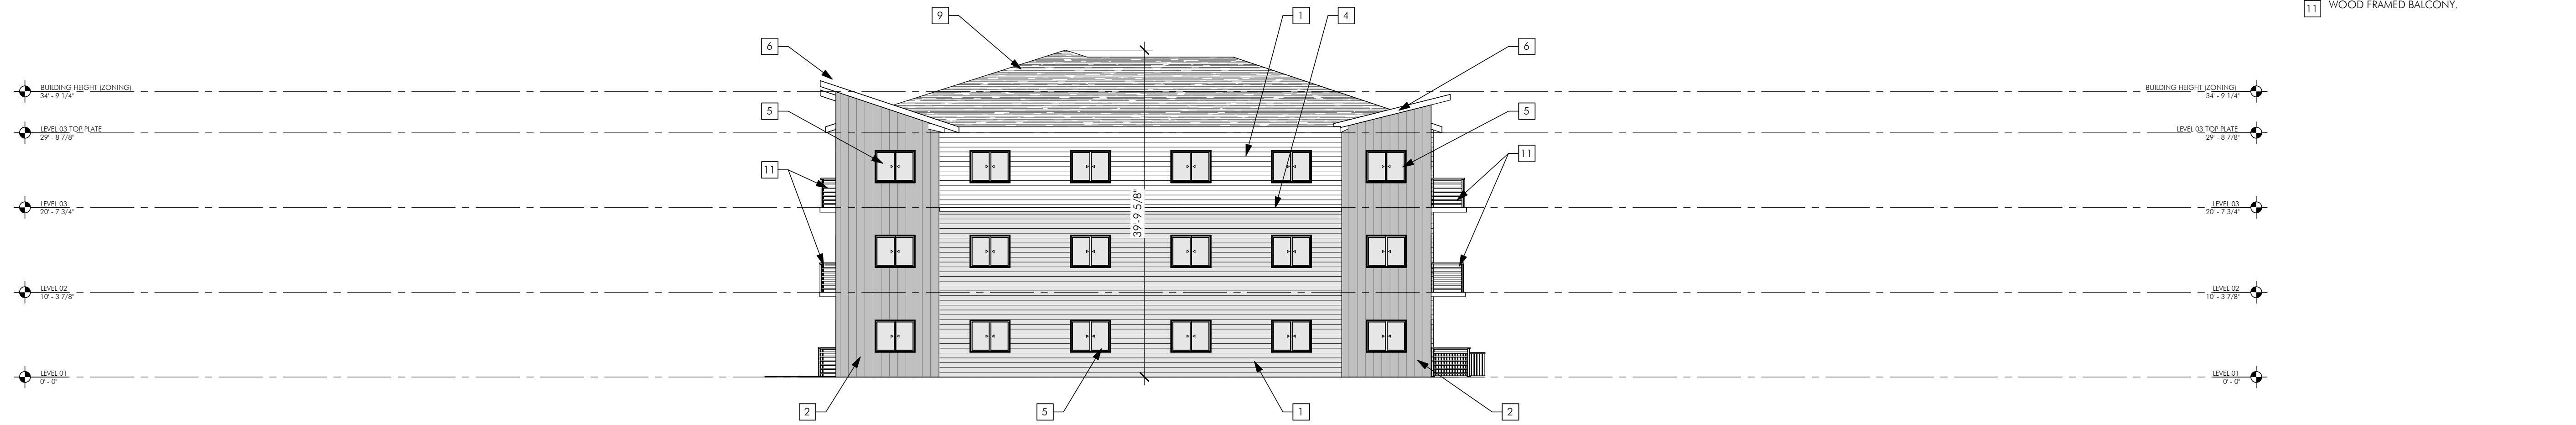 11 WOOD FRAMED BALCONY.
9
1
4
6
6
BUILDING HEIGHT (ZONING)
34' - 9 1/4"
BUILDING HEIGHT (ZONING)
34' - 9 1/4"
5
5
LEVEL 03 TOP PLATE
29' - 8 7/8"
LEVEL 03 TOP PLATE
29' - 8 7/8"
11
11
39'-9 5/8"
LEVEL 03
20' - 7 3/4"
LEVEL 03
20' - 7 3/4"
LEVEL 02
10' - 3 7/8"
LEVEL 02
10' - 3 7/8"
LEVEL 01
0' - 0"
LEVEL 01
0' - 0"
2
5
1
2